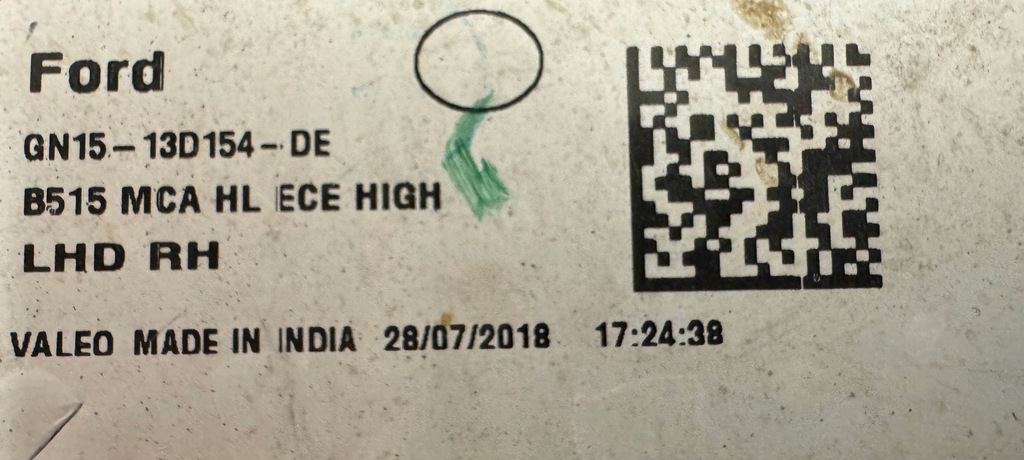 Ford
GN15-13D154-DE
B515 MCA HL ECE HIGH
LHD RH
VALEO MADE IN INDIA 28/07/2018 17:24:38